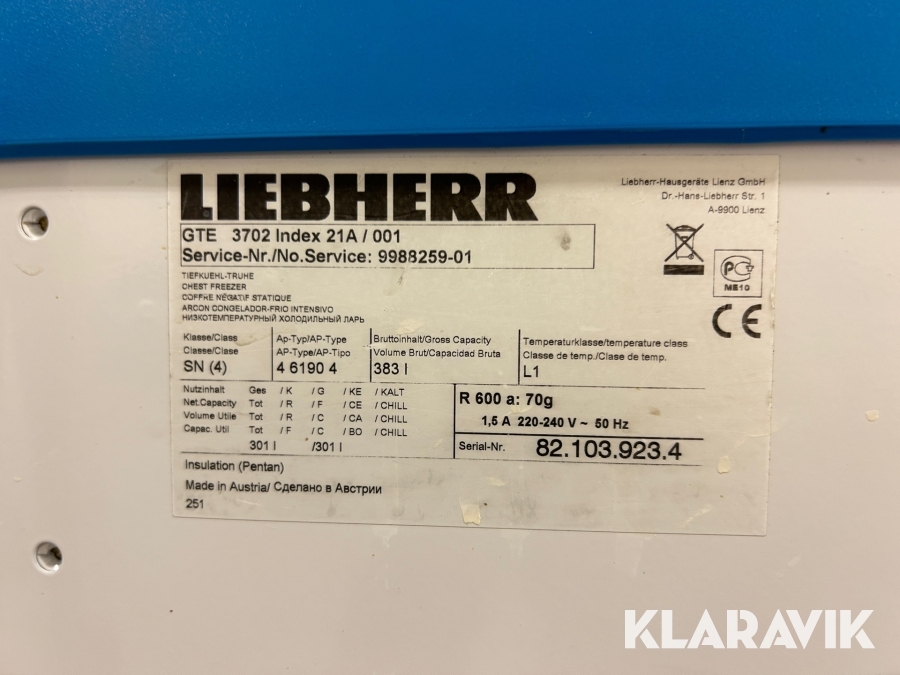 LIEBHERR
Liebherr-Hausgeräte Lienz GmbH
Dr.-Hans-Liebherr Str. 1
A-9900 Lienz
GTE 3702 Index 21A / 001
Service-Nr./No.Service: 9988259-01
TIEFKUEHL-TRUHE
CHEST FREEZER
COFFRE NÉGATIF STATIQUE
ARCON CONGELADOR-FRIO INTENSIVO
НИЗКОТЕМПЕРАТУРНЫЙ ХОЛОДИЛЬНЫЙ ЛАРЬ
PC
ME10
CE
Klasse/Class
Classe/Clase
SN (4)
Ap-Typ/AP-Type
AP-Type/AP-Tipo
4 6190 4
Bruttoinhalt/Gross Capacity
Volume Brut/Capacidad Bruta
383 l
Temperaturklasse/temperature class
Classe de temp./Clase de temp.
L1
Nutzinhalt Ges / K / G / KE / KALT
Net.Capacity Tot / R / F / CE / CHILL
Volume Utile Tot / R / C / CA / CHILL
Capac. Util Tot / F / C / BO / CHILL
301 l /301 l
R 600 a: 70g
1,5 A 220-240 V ~ 50 Hz
Serial-Nr. 82.103.923.4
Insulation (Pentan)
Made in Austria/ Сделано в Австрии
251
KLARAVIK